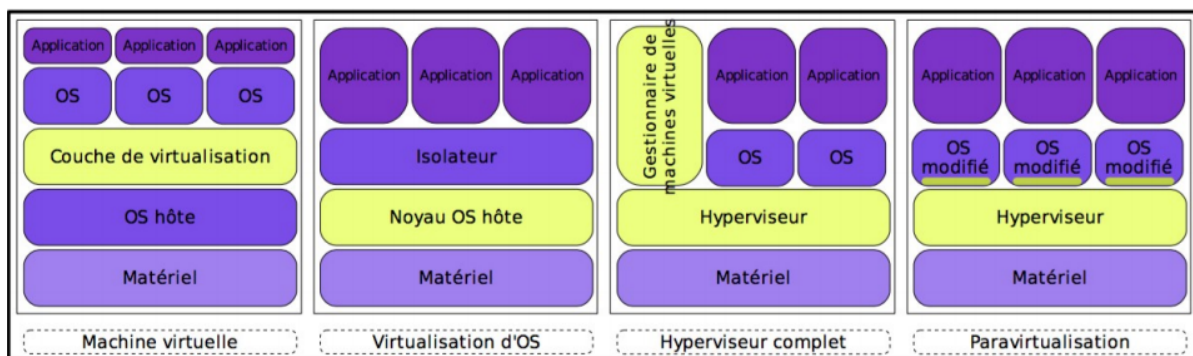 Application Application Application
OS OS OS
Couche de virtualisation
OS hôte
Matériel
Machine virtuelle
Application Application Application
Isolateur
Noyau OS hôte
Matériel
Virtualisation d'OS
Gestionnaire de
machines virtuelles
Application Application
OS OS
Hyperviseur
Matériel
Hyperviseur complet
Application Application Application
OS OS OS
modifié modifié modifié
Hyperviseur
Matériel
Paravirtualisation